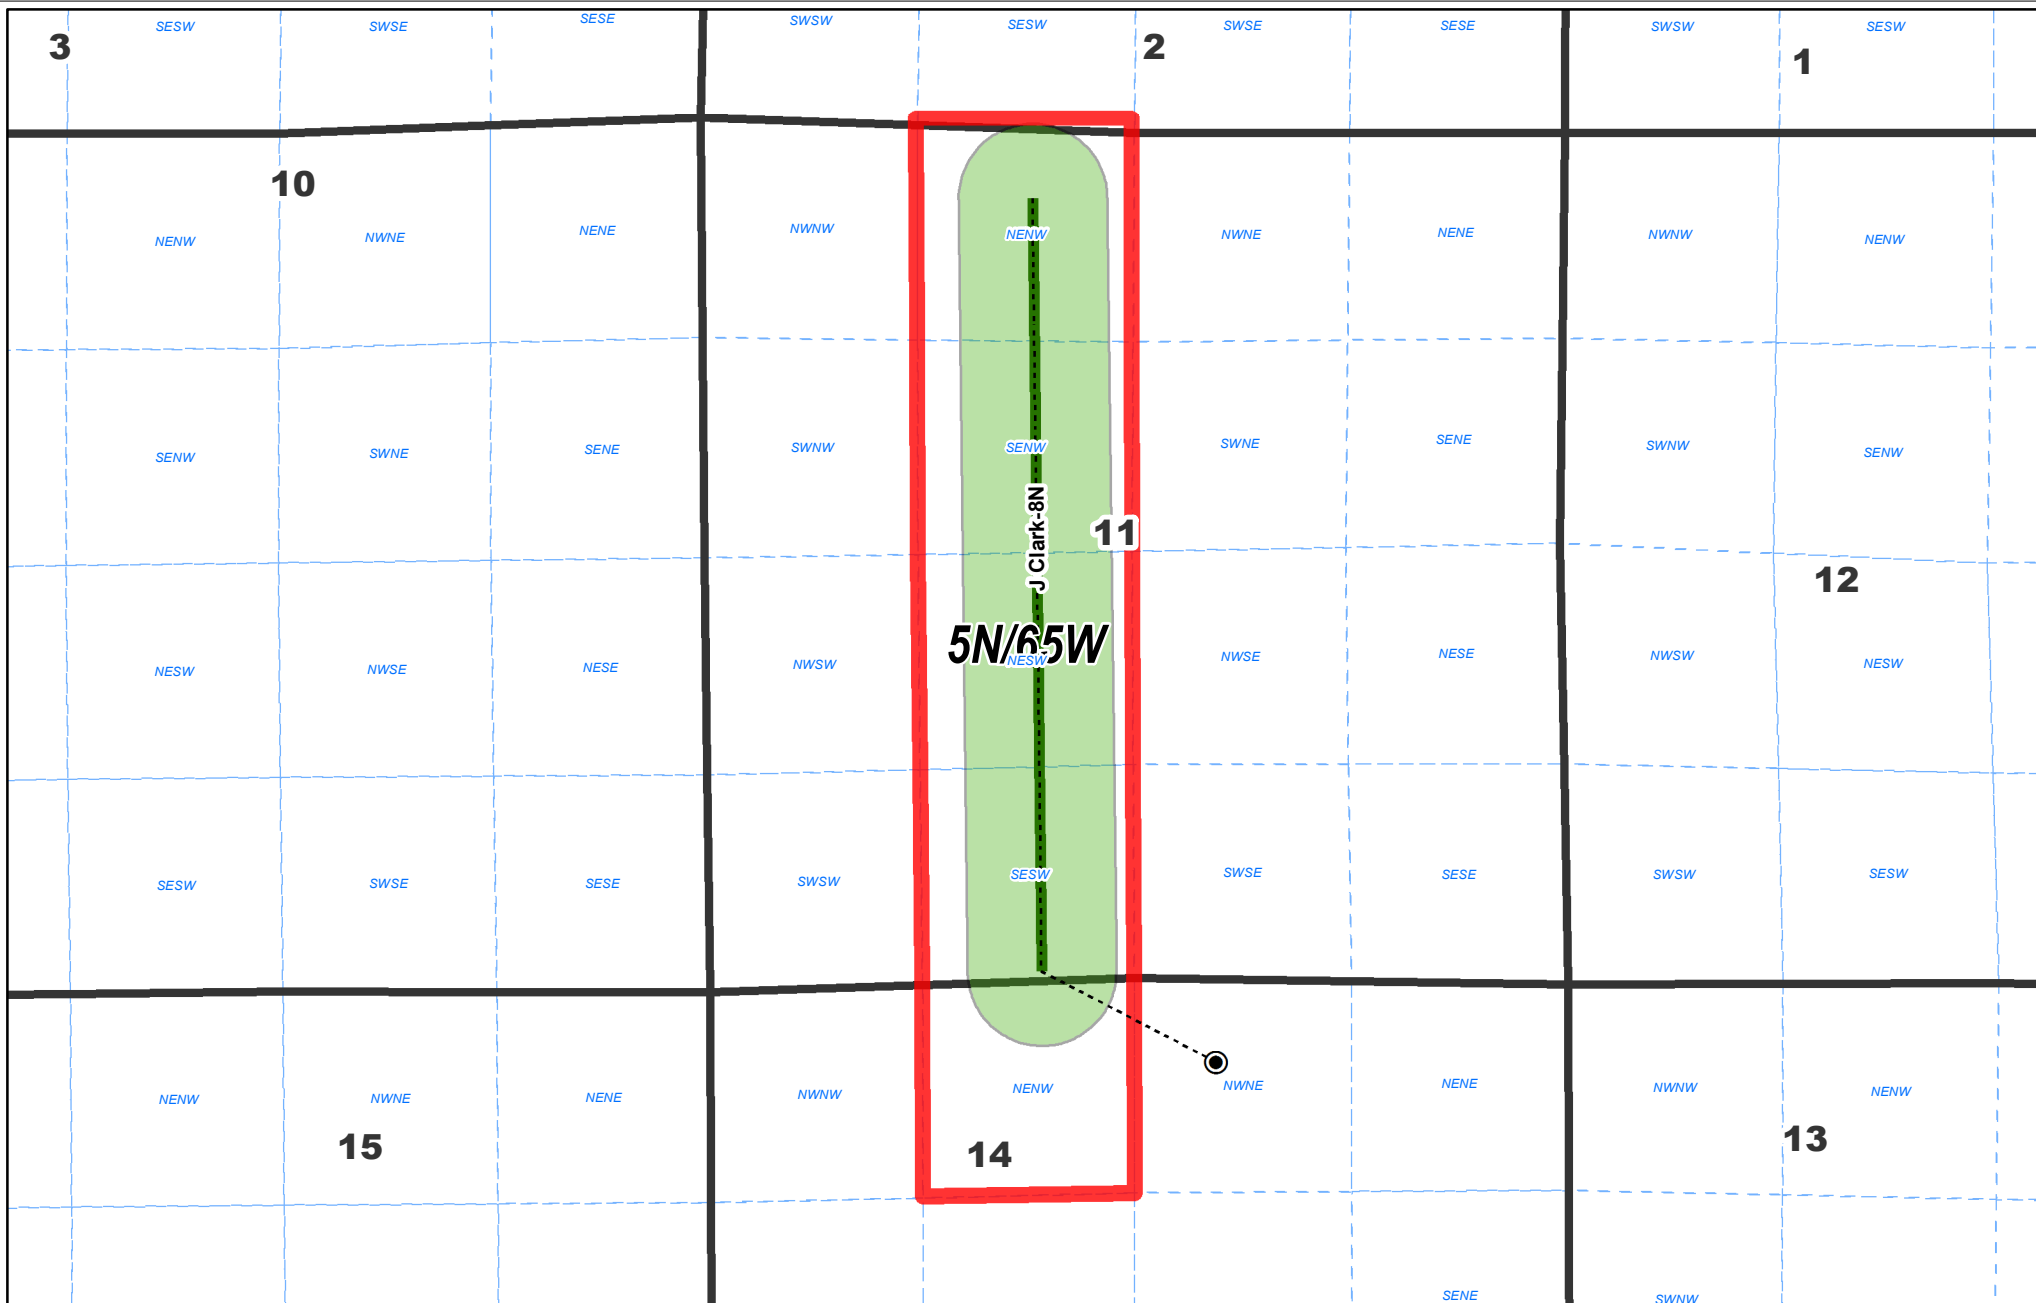 SESW SWSE SESE SWSW SESW SWSE SESE SWSW SESW
3 2 1
10
NENW NWNE NENE NWNW NENW NWNE NENE NWNW NENW
SENW SWNE SENE SWNW SENW SWNE SENE SWNW SENW
J Clark-8N
11
12
5N/65W
NESW NWSE NESE NWSW NESW NWSE NESE NWSW NESW
SESW SWSE SESE SWSW SESW SWSE SESE SWSW SESW
NENW NWNE NENE NWNW NENW NWNE NENE NWNW NENW
15 14 13
SENE SWNW